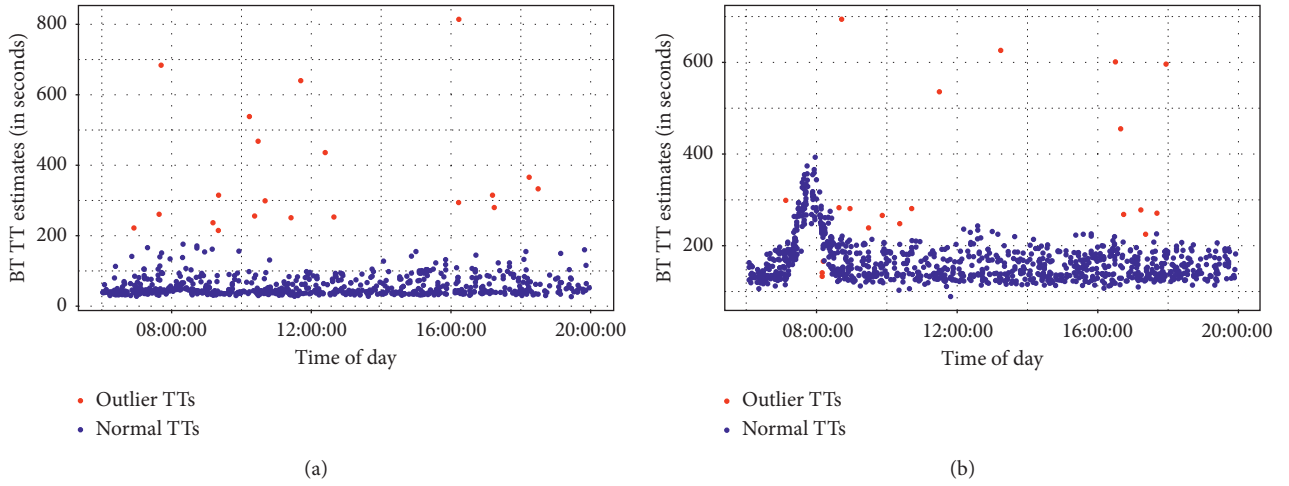 BT TT estimates (in seconds)
800
600
400
200
0
08:00:00 12:00:00 16:00:00 20:00:00
Time of day
Outlier TTs
Normal TTs
(a)
BT TT estimates (in seconds)
600
400
200
08:00:00 12:00:00 16:00:00 20:00:00
Time of day
Outlier TTs
Normal TTs
(b)